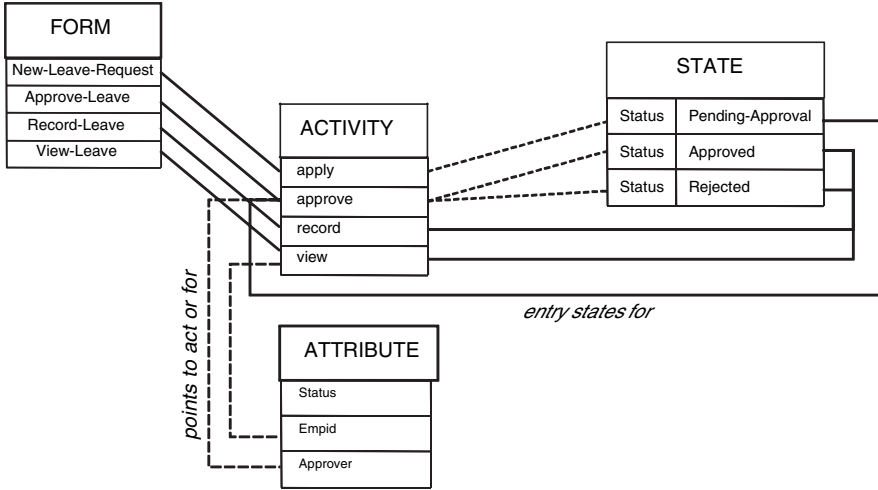 FORM
New-Leave-Request
Approve-Leave
Record-Leave
View-Leave
ACTIVITY
apply
approve
record
view
STATE
Status Pending-Approval
Status Approved
Status Rejected
entry states for
points to act or for
ATTRIBUTE
Status
Empid
Approver